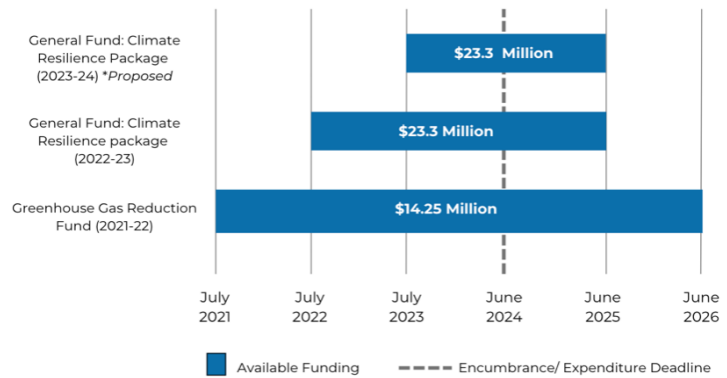 General Fund: Climate
Resilience Package
(2023-24) *Proposed
$23.3 Million
General Fund: Climate
Resilience package
(2022-23)
$23.3 Million
Greenhouse Gas Reduction
Fund (2021-22)
$14.25 Million
July
2021
July
2022
July
2023
June
2024
June
2025
June
2026
Available Funding
Encumbrance/ Expenditure Deadline